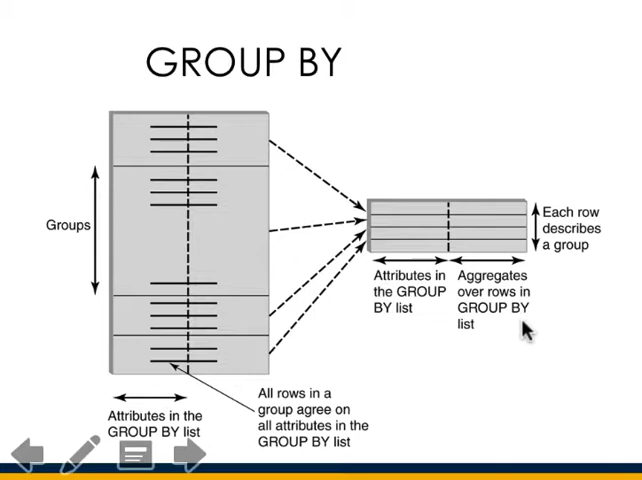 GROUP BY
Groups
Each row
describes
a group
Attributes in
the GROUP
BY list
Aggregates
over rows in
GROUP BY
list
Attributes in the
GROUP BY list
All rows in a
group agree on
all attributes in the
GROUP BY list